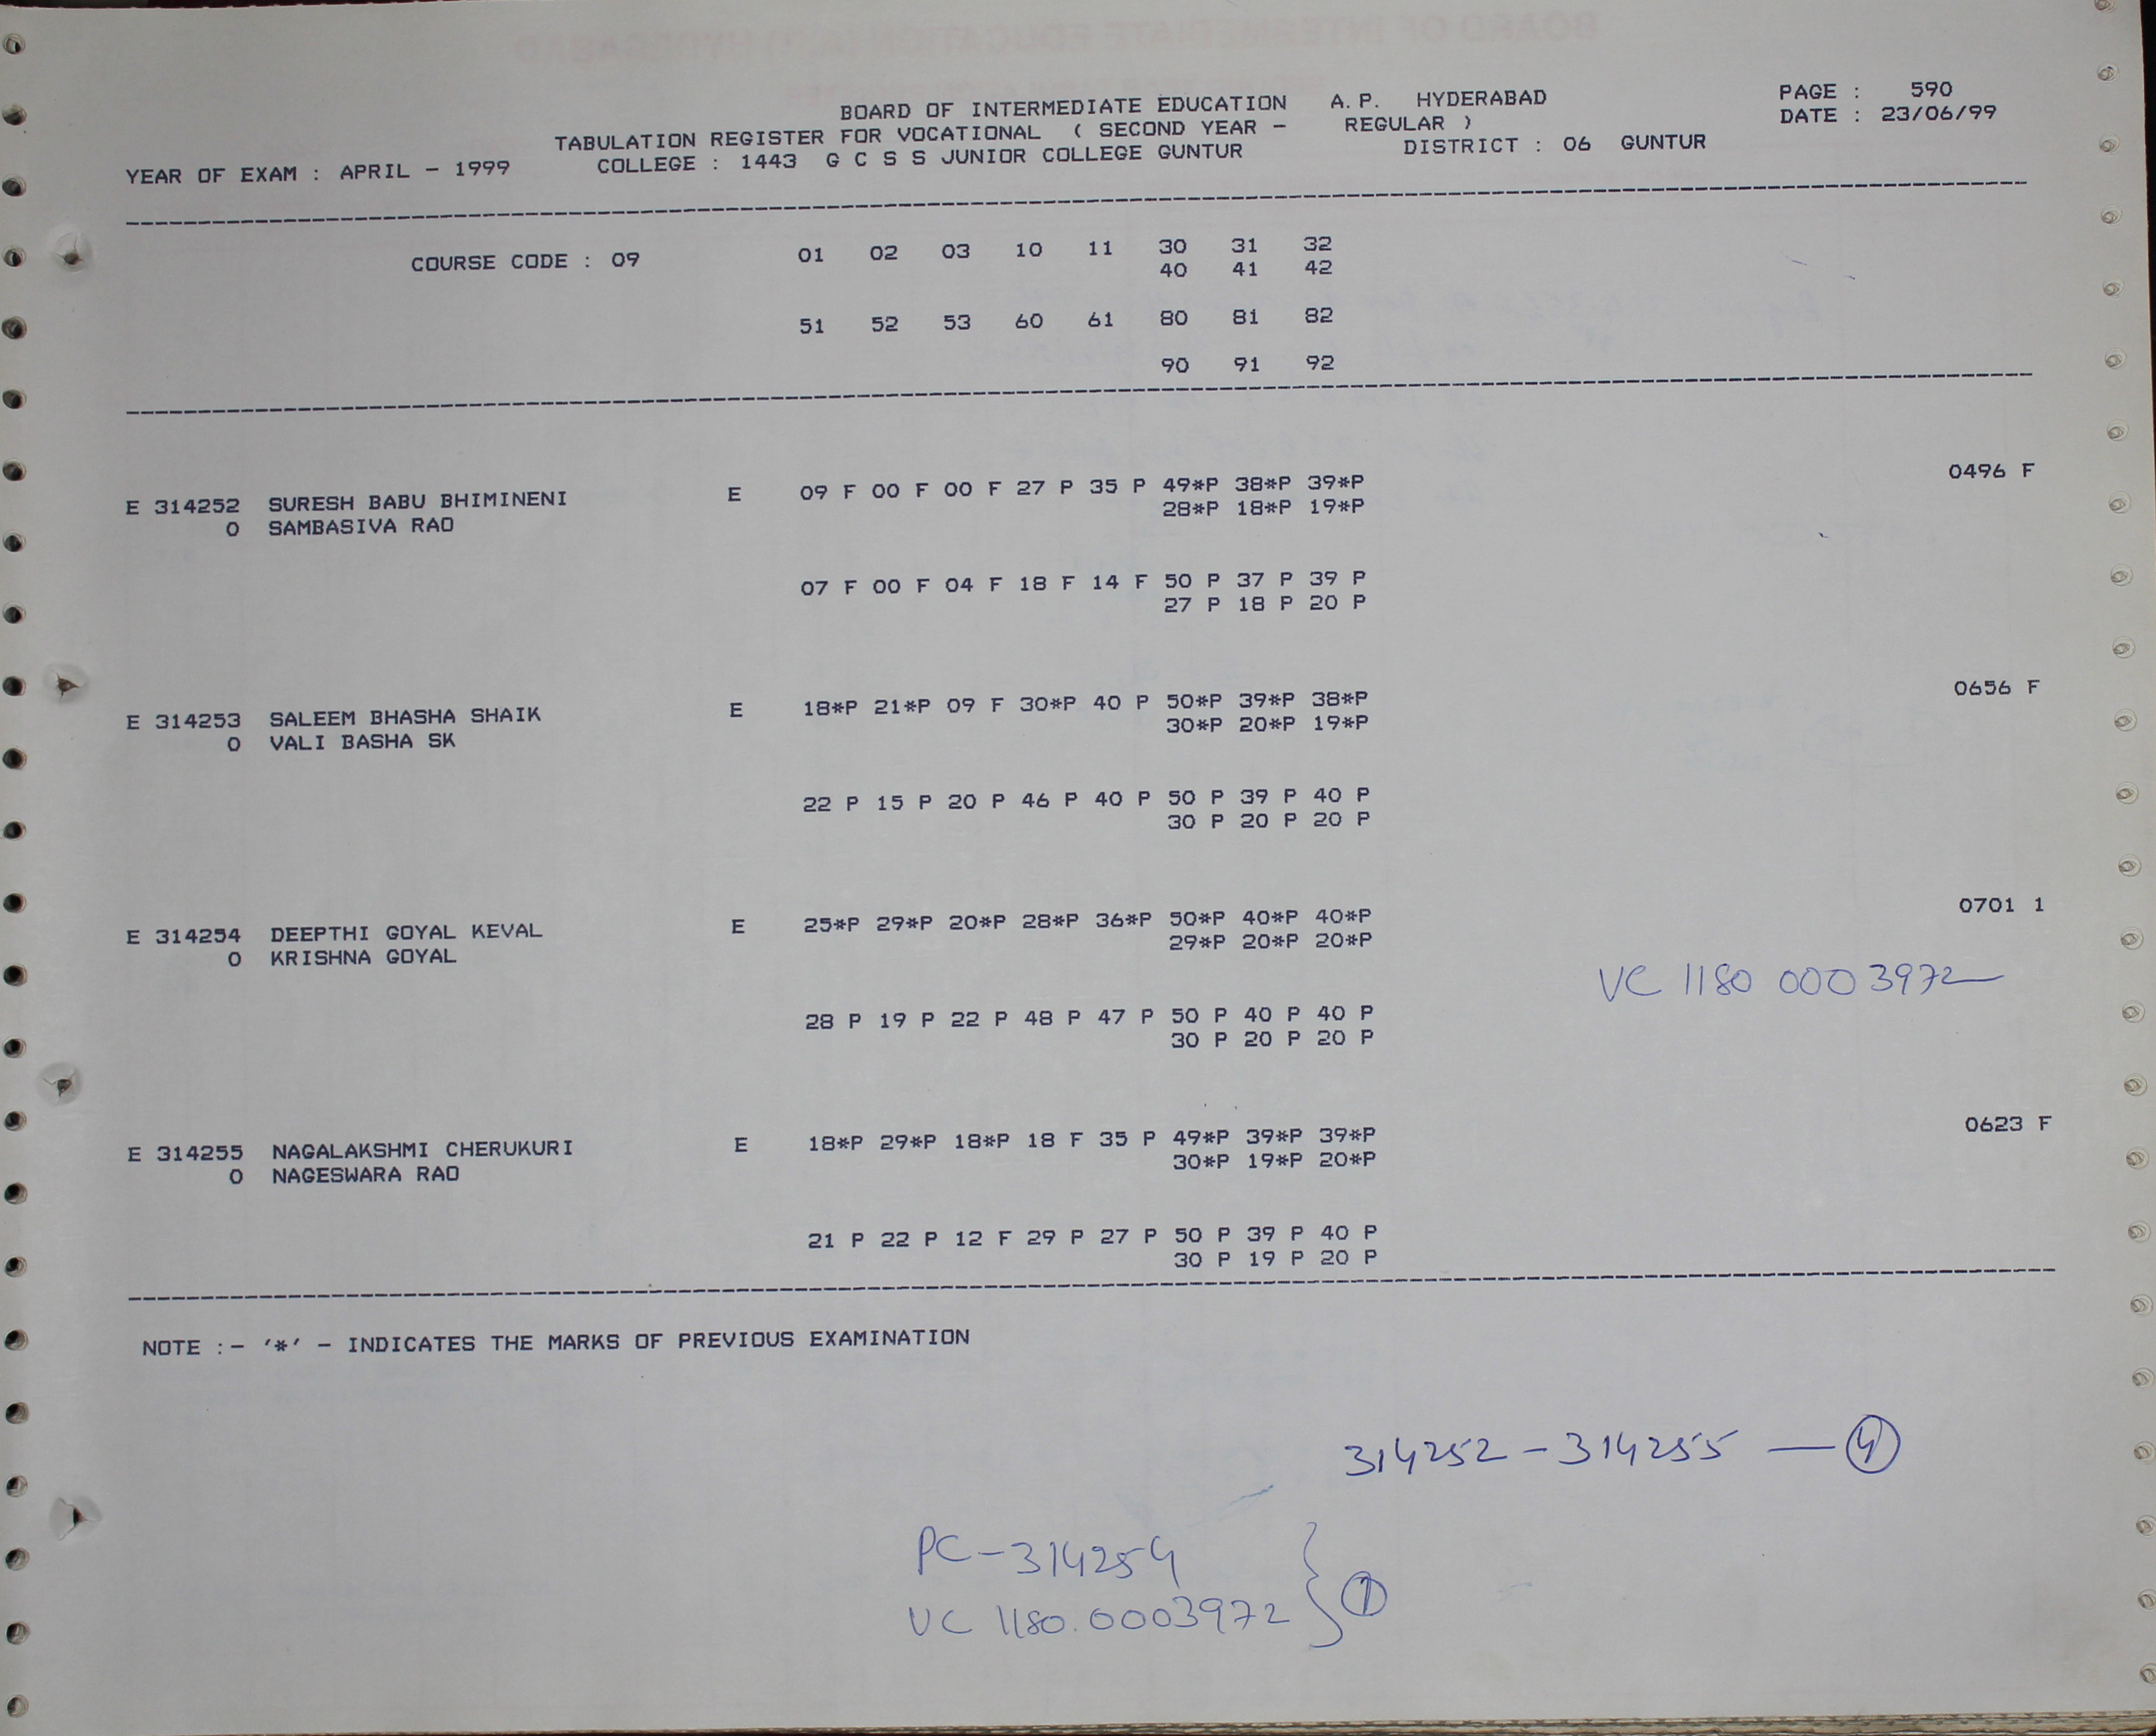 BOARD OF INTERMEDIATE EDUCATION A.P. HYDERABAD PAGE : 590
TABULATION REGISTER FOR VOCATIONAL ( SECOND YEAR - REGULAR ) DATE : 23/06/99
YEAR OF EXAM : APRIL - 1999 COLLEGE : 1443 G C S S JUNIOR COLLEGE GUNTUR DISTRICT : 06 GUNTUR
COURSE CODE : 09 01 02 03 10 11 30 31 32
40 41 42
51 52 53 60 61 80 81 82
90 91 92
E 314252 SURESH BABU BHIMINENI E 09 F 00 F 00 F 27 P 35 P 49*P 38*P 39*P 0496 F
0 SAMBASIVA RAO 28*P 18*P 19*P
07 F 00 F 04 F 18 F 14 F 50 P 37 P 39 P
27 P 18 P 20 P
E 314253 SALEEM BHASHA SHAIK E 18*P 21*P 09 F 30*P 40 P 50*P 39*P 38*P 0656 F
0 VALI BASHA SK 30*P 20*P 19*P
22 P 15 P 20 P 46 P 40 P 50 P 39 P 40 P
30 P 20 P 20 P
E 314254 DEEPTHI GOYAL KEVAL E 25*P 29*P 20*P 28*P 36*P 50*P 40*P 40*P 0701 1
0 KRISHNA GOYAL 29*P 20*P 20*P
VC 1180 0003972
28 P 19 P 22 P 48 P 47 P 50 P 40 P 40 P
30 P 20 P 20 P
E 314255 NAGALAKSHMI CHERUKURI E 18*P 29*P 18*P 18 F 35 P 49*P 39*P 39*P 0623 F
0 NAGESWARA RAO 30*P 19*P 20*P
21 P 22 P 12 F 29 P 27 P 50 P 39 P 40 P
30 P 19 P 20 P
NOTE :- '*' - INDICATES THE MARKS OF PREVIOUS EXAMINATION
314252 - 314255 — 4
PC-314254
VC 1180.0003972 } 1